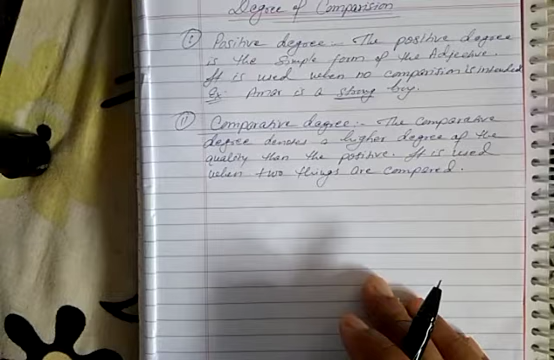 Degree of Comparision
(i) Positive degree :- The positive degree
is the simple form of the Adjective.
It is used when no comparision is intended
Ex: Amar is a strong boy.
(ii) Comparative degree :- The comparative
degree denotes a higher degree of the
quality than the positive. It is used
when two things are compared.